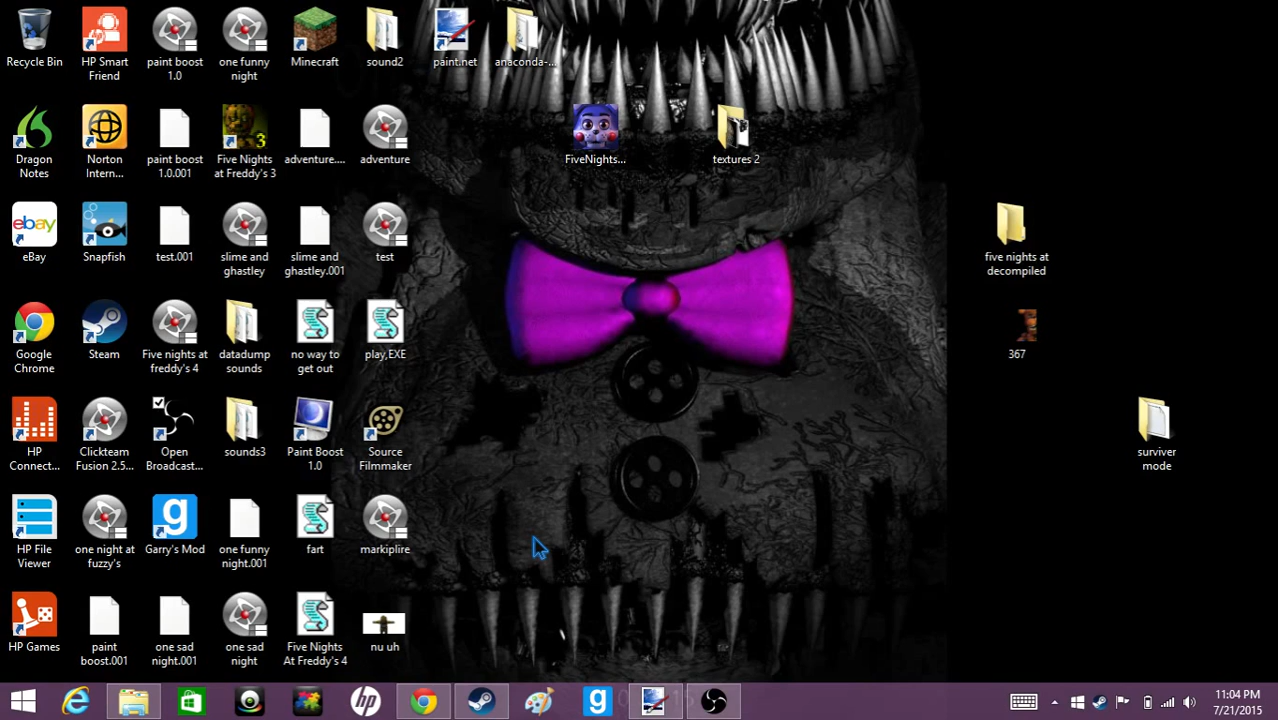 Recycle Bin
HP Smart
Friend
paint boost
1.0
one funny
night
Minecraft
sound2
paint.net
anaconda-...
Dragon
Notes
Norton
Intern...
paint boost
1.0.001
3
Five Nights
at Freddy's 3
adventure....
adventure
FiveNights...
textures 2
ebay
eBay
Snapfish
test.001
slime and
ghastley
slime and
ghastley.001
test
five nights at
decompiled
Google
Chrome
Steam
Five nights at
freddy's 4
datadump
sounds
no way to
get out
play,EXE
367
HP
Connect...
Clickteam
Fusion 2.5...
Open
Broadcast...
sounds3
Paint Boost
1.0
Source
Filmmaker
surviver
mode
HP File
Viewer
one night at
fuzzy's
g
Garry's Mod
one funny
night.001
fart
markiplire
HP Games
paint
boost.001
one sad
night.001
one sad
night
Five Nights
At Freddy's 4
nu uh
hp
g
11:04 PM
7/21/2015